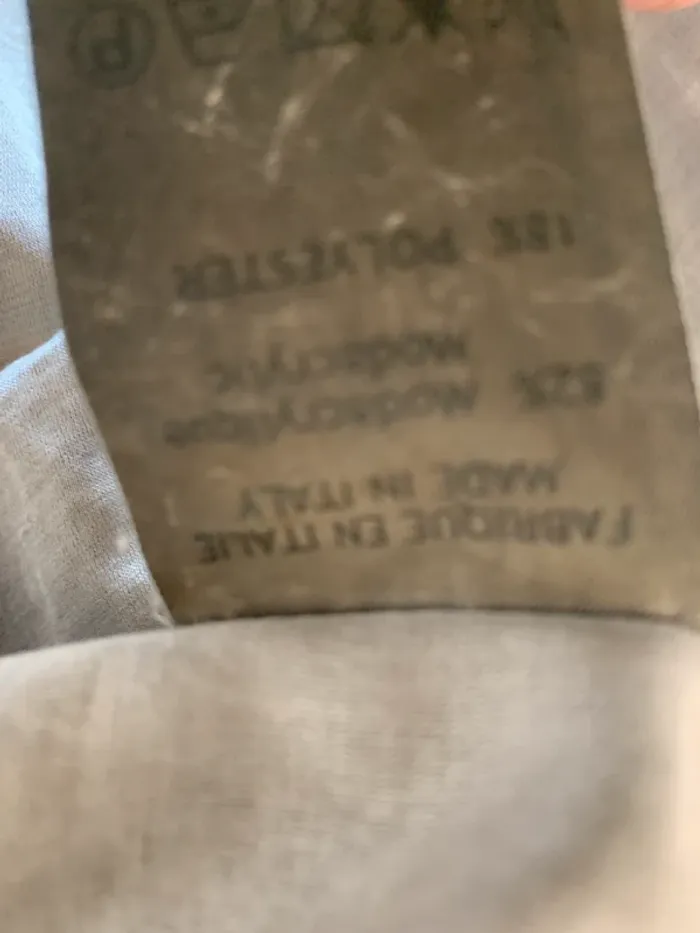 FABRIQUE EN ITALIE
MADE IN ITALY
82% Modacrylique
Modacrylic
18% POLYESTER
P